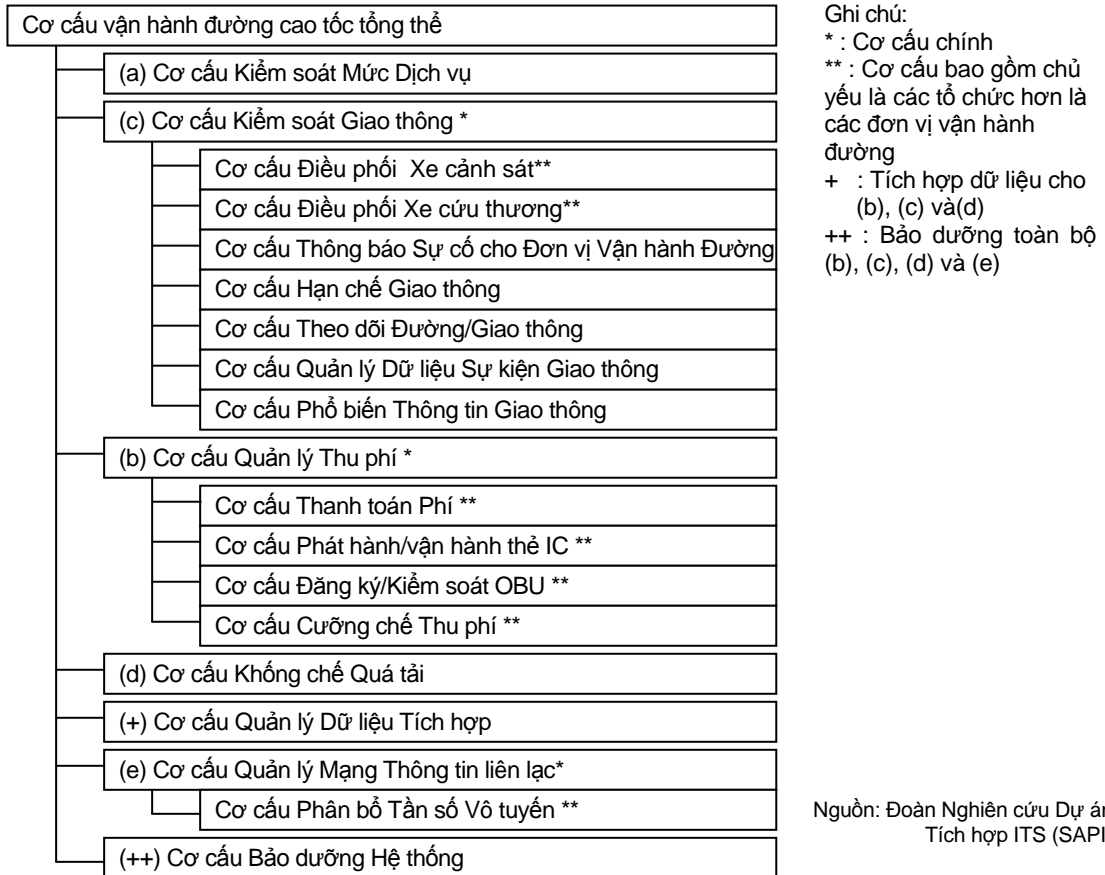 Cơ cấu vận hành đường cao tốc tổng thể
(a) Cơ cấu Kiểm soát Mức Dịch vụ
(c) Cơ cấu Kiểm soát Giao thông *
Cơ cấu Điều phối Xe cảnh sát**
Cơ cấu Điều phối Xe cứu thương**
Cơ cấu Thông báo Sự cố cho Đơn vị Vận hành Đường
Cơ cấu Hạn chế Giao thông
Cơ cấu Theo dõi Đường/Giao thông
Cơ cấu Quản lý Dữ liệu Sự kiện Giao thông
Cơ cấu Phổ biến Thông tin Giao thông
(b) Cơ cấu Quản lý Thu phí *
Cơ cấu Thanh toán Phí **
Cơ cấu Phát hành/vận hành thẻ IC **
Cơ cấu Đăng ký/Kiểm soát OBU **
Cơ cấu Cưỡng chế Thu phí **
(d) Cơ cấu Khống chế Quá tải
(+) Cơ cấu Quản lý Dữ liệu Tích hợp
(e) Cơ cấu Quản lý Mạng Thông tin liên lạc*
Cơ cấu Phân bổ Tần số Vô tuyến **
(++) Cơ cấu Bảo dưỡng Hệ thống
Ghi chú:
* : Cơ cấu chính
** : Cơ cấu bao gồm chủ
yếu là các tổ chức hơn là
các đơn vị vận hành
đường
+ : Tích hợp dữ liệu cho
(b), (c) và(d)
++ : Bảo dưỡng toàn bộ
(b), (c), (d) và (e)
Nguồn: Đoàn Nghiên cứu Dự án
Tích hợp ITS (SAPI